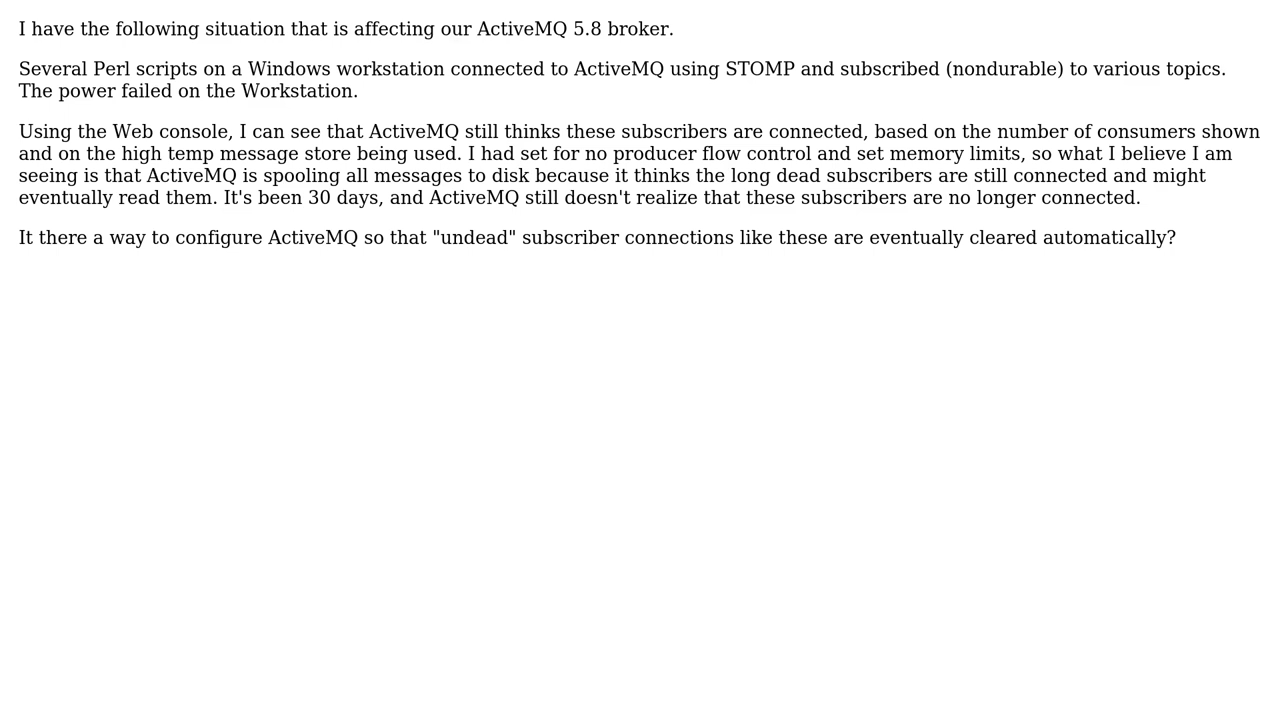 I have the following situation that is affecting our ActiveMQ 5.8 broker.
Several Perl scripts on a Windows workstation connected to ActiveMQ using STOMP and subscribed (nondurable) to various topics.
The power failed on the Workstation.
Using the Web console, I can see that ActiveMQ still thinks these subscribers are connected, based on the number of consumers shown
and on the high temp message store being used. I had set for no producer flow control and set memory limits, so what I believe I am
seeing is that ActiveMQ is spooling all messages to disk because it thinks the long dead subscribers are still connected and might
eventually read them. It's been 30 days, and ActiveMQ still doesn't realize that these subscribers are no longer connected.
It there a way to configure ActiveMQ so that "undead" subscriber connections like these are eventually cleared automatically?